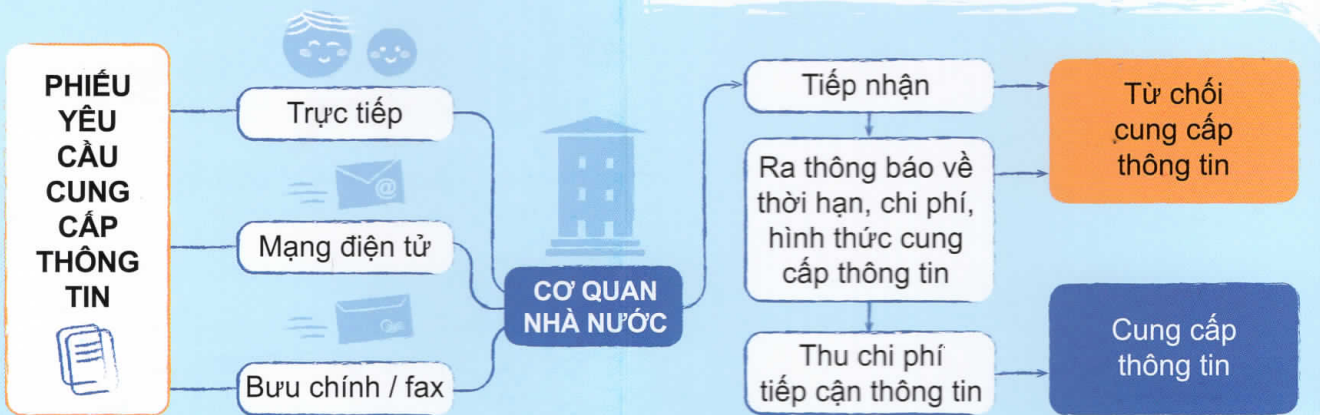 PHIẾU
YÊU
CẦU
CUNG
CẤP
THÔNG
TIN
Trực tiếp
Mạng điện tử
Bưu chính / fax
CƠ QUAN
NHÀ NƯỚC
Tiếp nhận
Ra thông báo về
thời hạn, chi phí,
hình thức cung
cấp thông tin
Thu chi phí
tiếp cận thông tin
Từ chối
cung cấp
thông tin
Cung cấp
thông tin